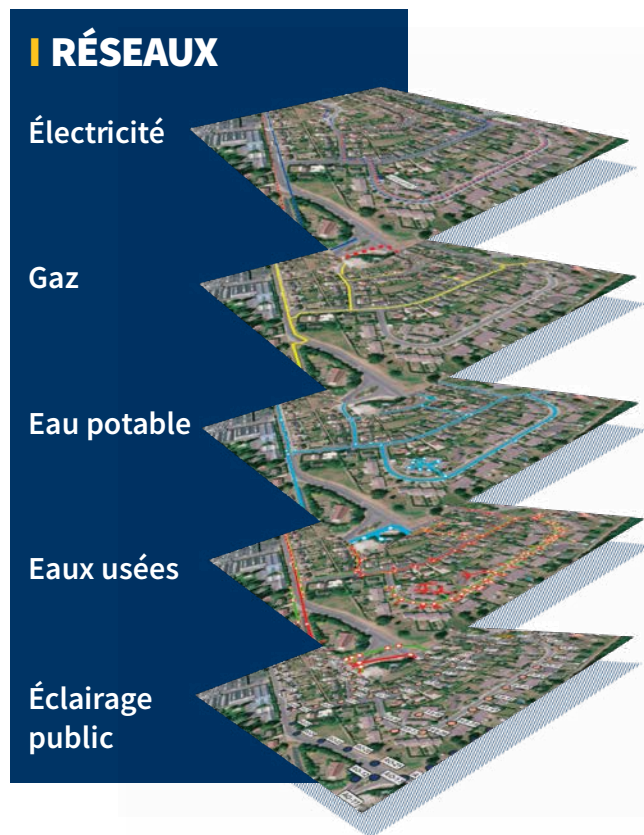 RÉSEAUX
Électricité
Gaz
Eau potable
Eaux usées
Éclairage
public